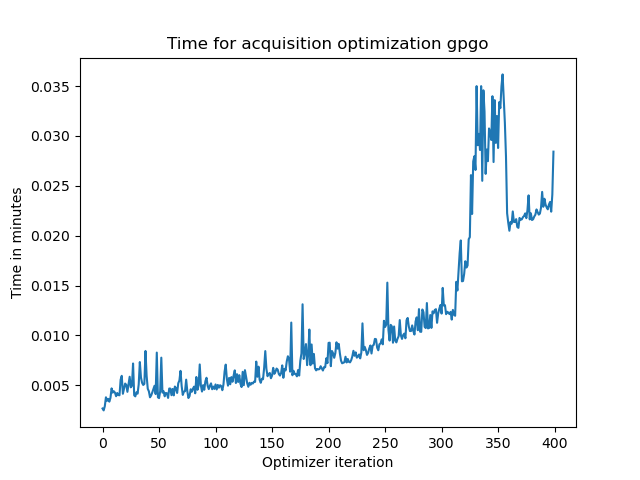 Time for acquisition optimization gpgo
0.035
0.030
0.025
0.020
0.015
0.010
0.005
Time in minutes
0 50 100 150 200 250 300 350 400
Optimizer iteration